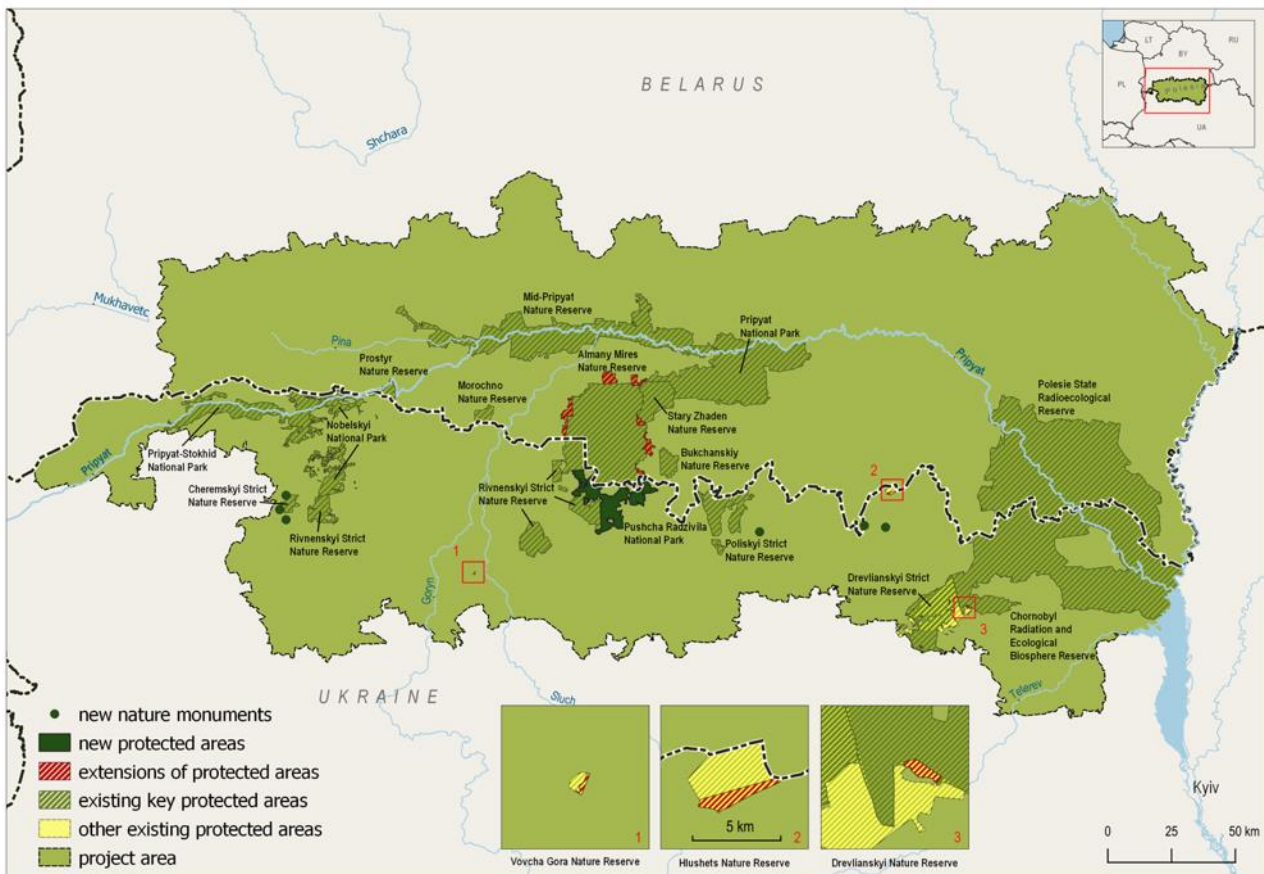 BELARUS
LT
BY
RU
PL
Polesia
UA
Shchara
Mukhavetc
Pina
Mid-Pripyat
Nature Reserve
Pripyat
National Park
Prostyr
Nature Reserve
Almany Mires
Nature Reserve
Pripyat
Morochno
Nature Reserve
Polesie State
Radioecological
Reserve
Stary Zhaden
Nature Reserve
Nobelskyi
National Park
Pripyat
Pripyat-Stokhid
National Park
Bukchanskiy
Nature Reserve
2
Cheremskyi Strict
Nature Reserve
Rivnenskyi Strict
Nature Reserve
Pushcha Radzivila
National Park
Rivnenskyi Strict
Nature Reserve
Poliskyi Strict
Nature Reserve
1
Goryn
Drevlianskyi Strict
Nature Reserve
3
Chornobyl
Radiation and
Ecological
Biosphere Reserve
Teterev
UKRAINE
Sluch
new nature monuments
new protected areas
extensions of protected areas
existing key protected areas
other existing protected areas
project area
1
5 km
2
3
Vovcha Gora Nature Reserve
Hlushets Nature Reserve
Drevlianskyi Nature Reserve
Kyiv
0 25 50 km